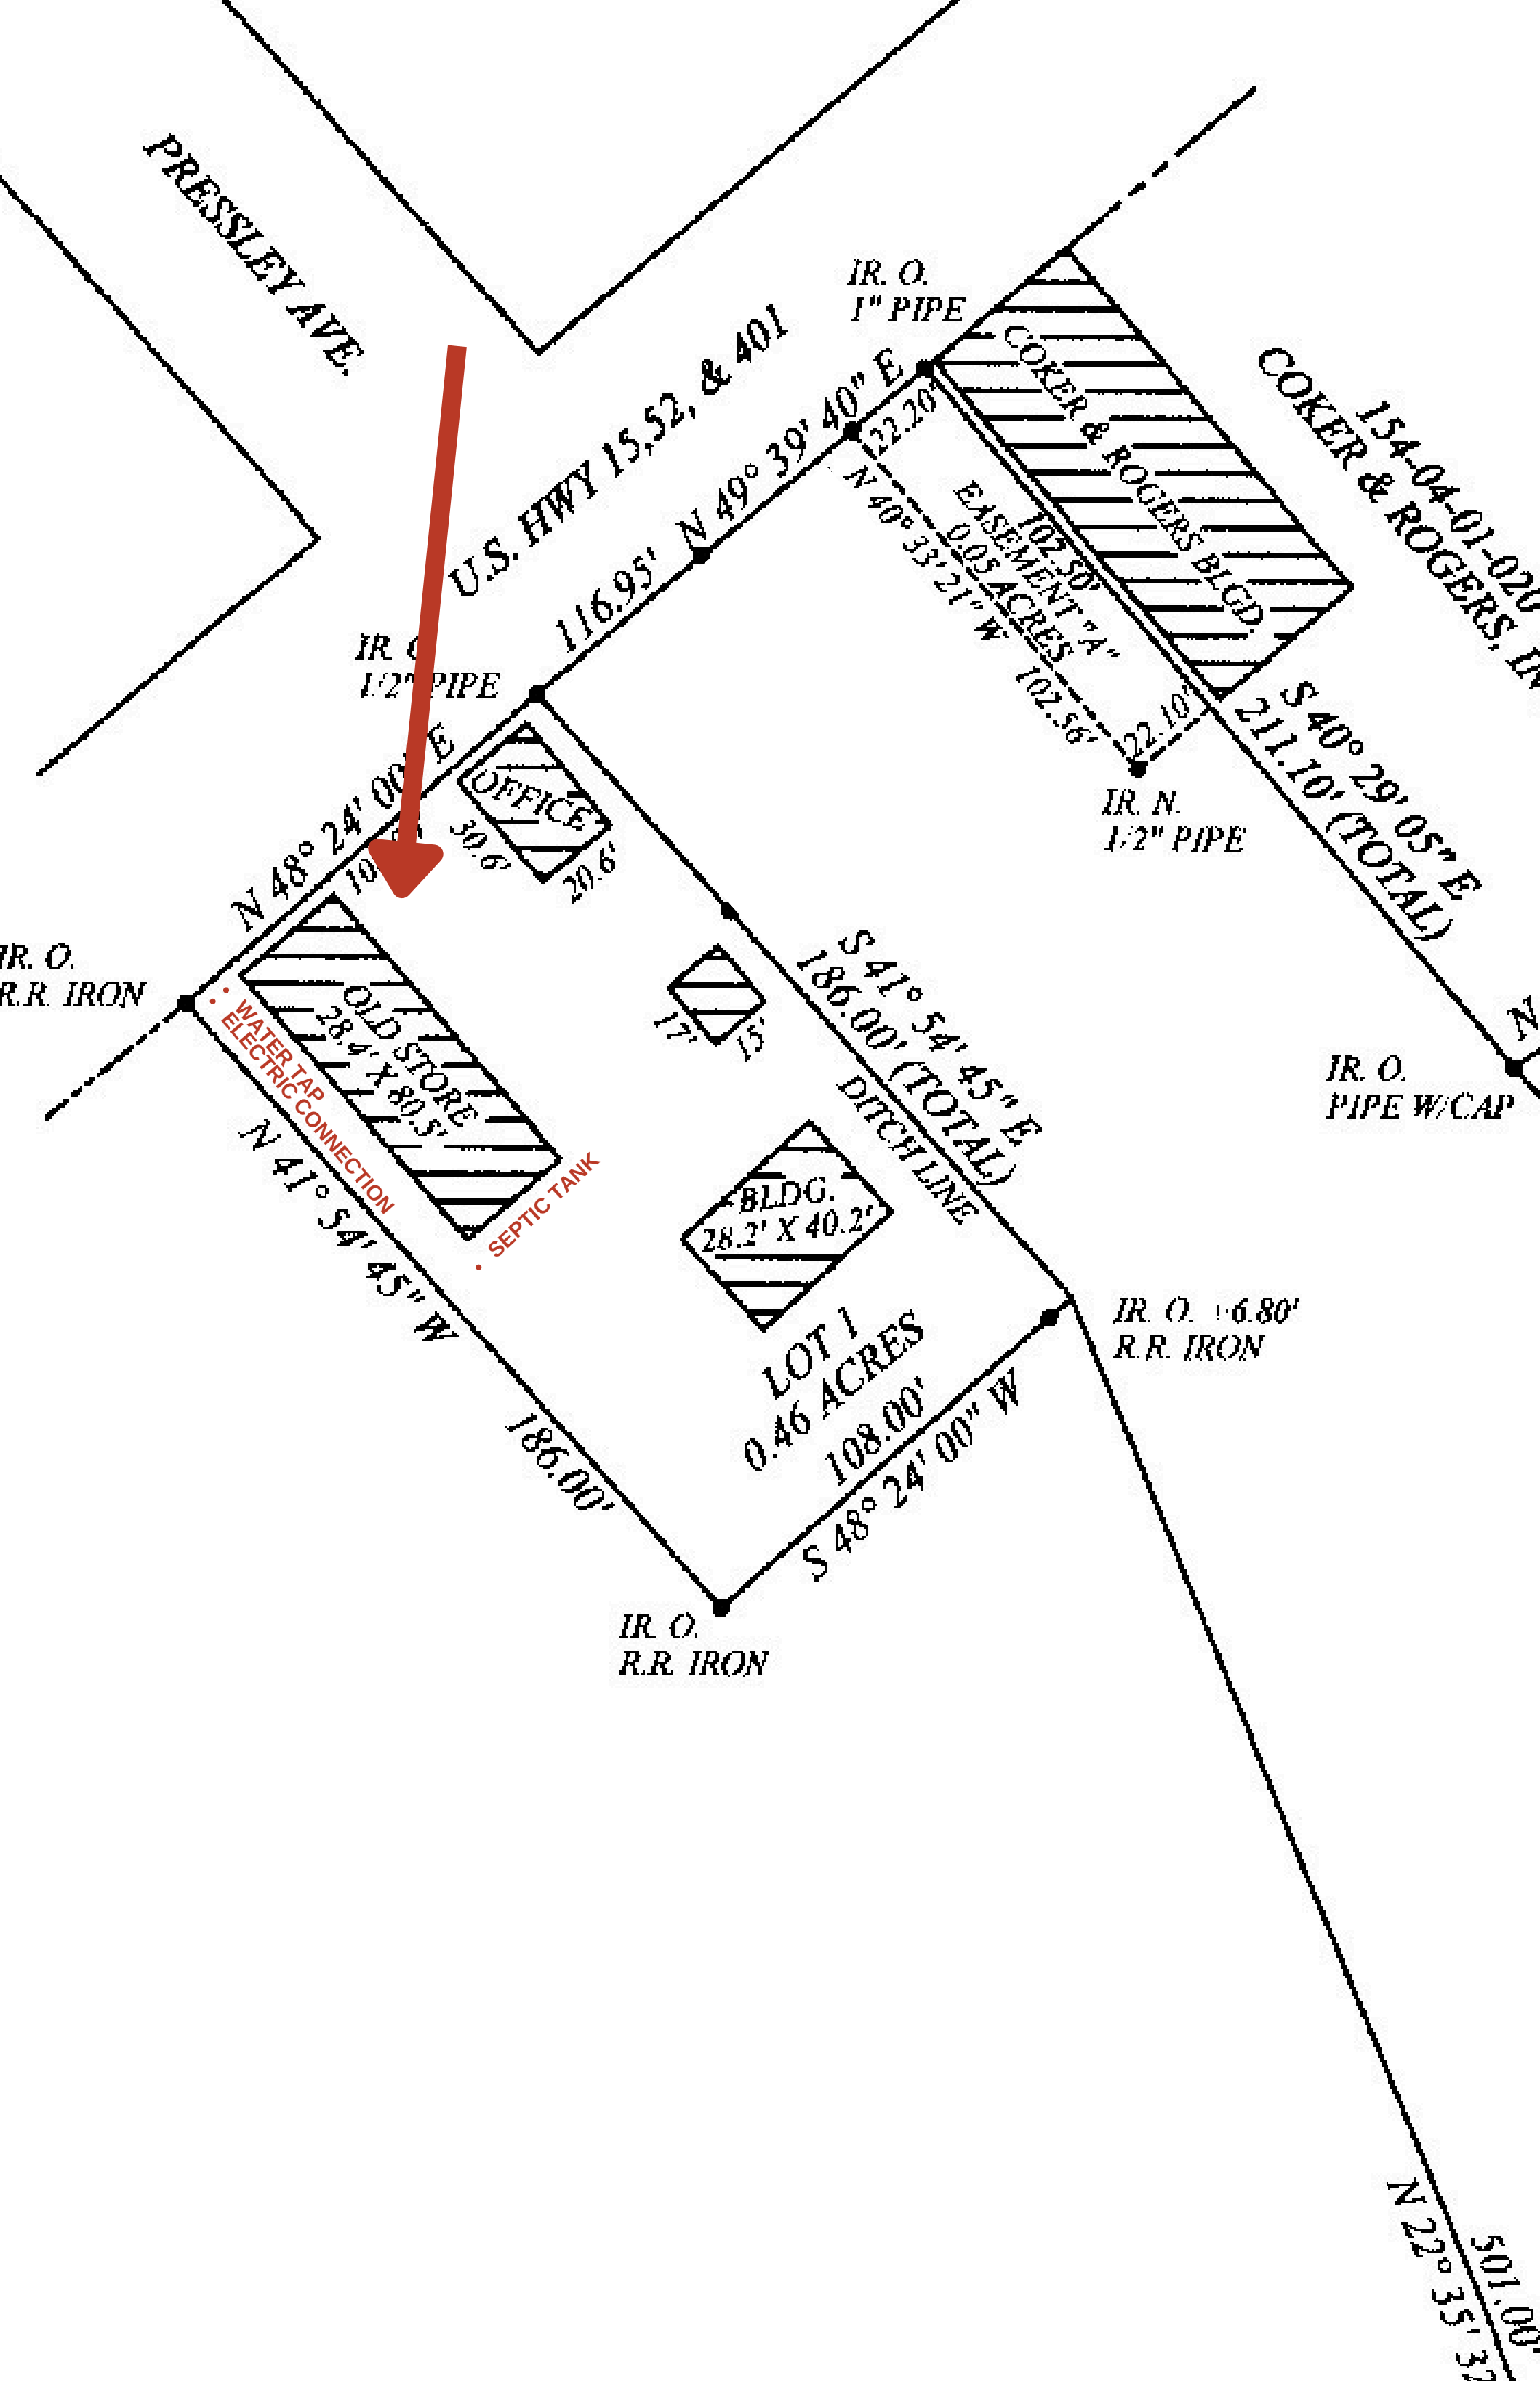 PRESSLEY AVE.
IR. O.
1" PIPE
U.S. HWY 15,52, & 401
COKER & ROGERS BLGD.
154-04-01-020
COKER & ROGERS,
116.95' N 49° 39' 40" E
22.20'
N 40° 33' 21" W 102.56'
EASEMENT "A"
0.05 ACRES
102.50'
22.10'
S 40° 29' 05" E
211.10' (TOTAL)
IR. N.
1/2" PIPE
IR.
1/2" PIPE
N 48° 24' 00" E
OFFICE
30.6'
20.6'
IR. O.
R.R. IRON
WATER TAP
ELECTRIC CONNECTION
OLD STORE
28.4' X 80.5'
17'
15'
S 41° 54' 45" E
186.00' (TOTAL)
DITCH LINE
IR. O.
PIPE W/CAP
N 41° 54' 45" W
186.00'
SEPTIC TANK
BLDG.
28.2' X 40.2'
IR. O. 6.80'
R.R. IRON
LOT 1
0.46 ACRES
108.00'
S 48° 24' 00" W
IR. O.
R.R. IRON
501.00'
N 22° 35'